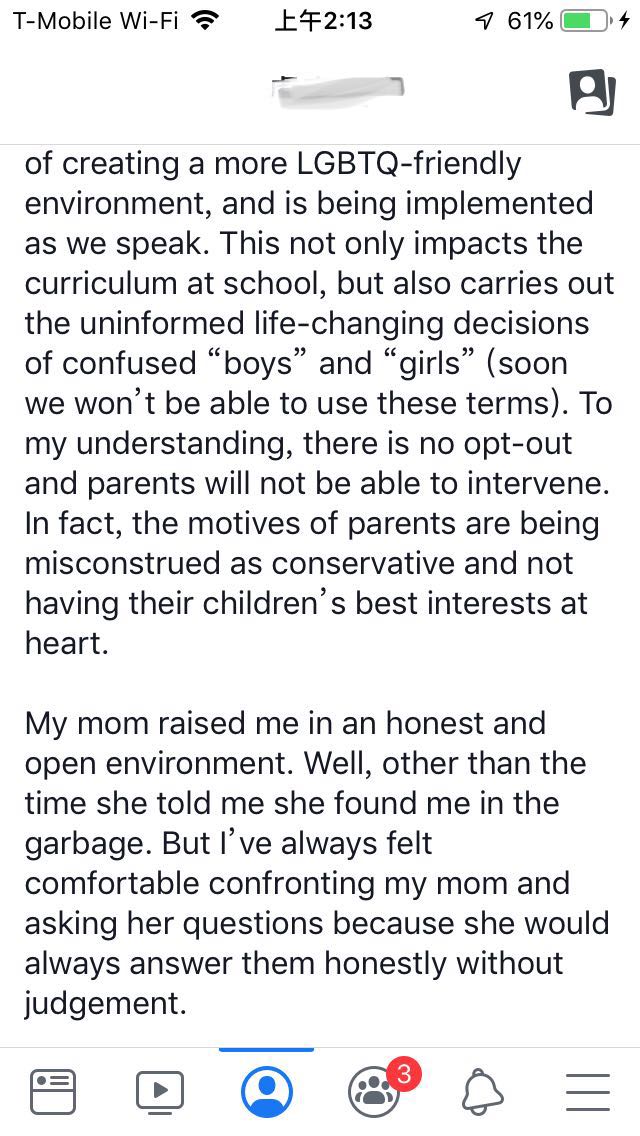 T-Mobile Wi-Fi 上午2:13 61%
of creating a more LGBTQ-friendly
environment, and is being implemented
as we speak. This not only impacts the
curriculum at school, but also carries out
the uninformed life-changing decisions
of confused “boys” and “girls” (soon
we won’t be able to use these terms). To
my understanding, there is no opt-out
and parents will not be able to intervene.
In fact, the motives of parents are being
misconstrued as conservative and not
having their children’s best interests at
heart.
My mom raised me in an honest and
open environment. Well, other than the
time she told me she found me in the
garbage. But I’ve always felt
comfortable confronting my mom and
asking her questions because she would
always answer them honestly without
judgement.
3